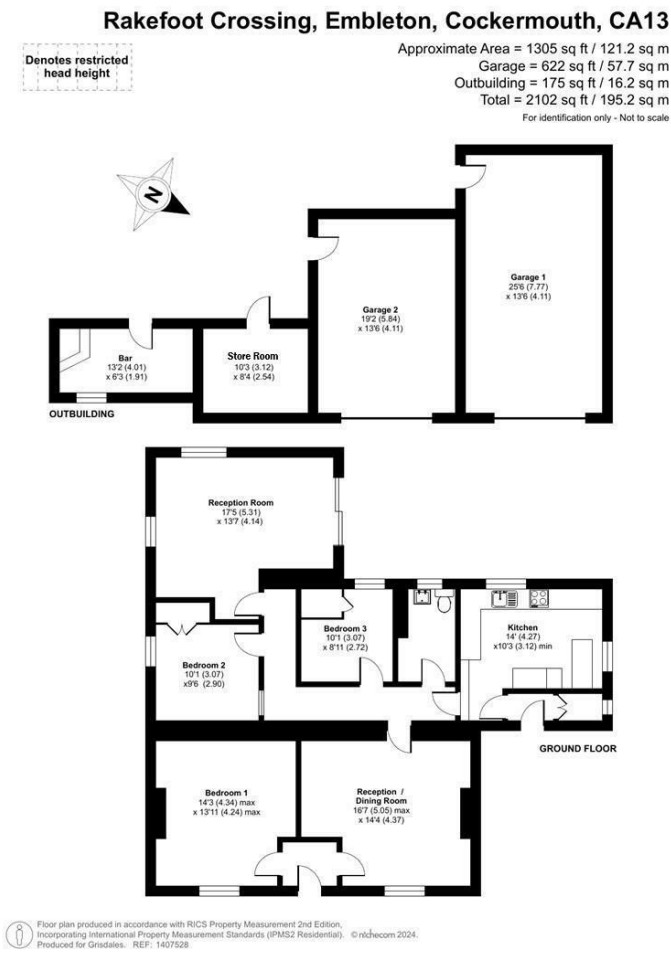 Rakefoot Crossing, Embleton, Cockermouth, CA13
Approximate Area = 1305 sq ft / 121.2 sq m
Garage = 622 sq ft / 57.7 sq m
Outbuilding = 175 sq ft / 16.2 sq m
Total = 2102 sq ft / 195.2 sq m
For identification only - Not to scale
Denotes restricted
head height
N
Garage 1
25'6 (7.77)
x 13'6 (4.11)
Garage 2
19'2 (5.84)
x 13'6 (4.11)
Bar
13'2 (4.01)
x 6'3 (1.91)
Store Room
10'3 (3.12)
x 8'4 (2.54)
OUTBUILDING
Reception Room
17'5 (5.31)
x 13'7 (4.14)
Bedroom 3
10'1 (3.07)
x 8'11 (2.72)
Kitchen
14' (4.27)
x10'3 (3.12) min
Bedroom 2
10'1 (3.07)
x9'6 (2.90)
GROUND FLOOR
Bedroom 1
14'3 (4.34) max
x 13'11 (4.24) max
Reception /
Dining Room
16'7 (5.05) max
x 14'4 (4.37)
Floor plan produced in accordance with RICS Property Measurement 2nd Edition,
Incorporating International Property Measurement Standards (IPMS2 Residential). © nichecom 2024.
Produced for Grisdales. REF: 1407528